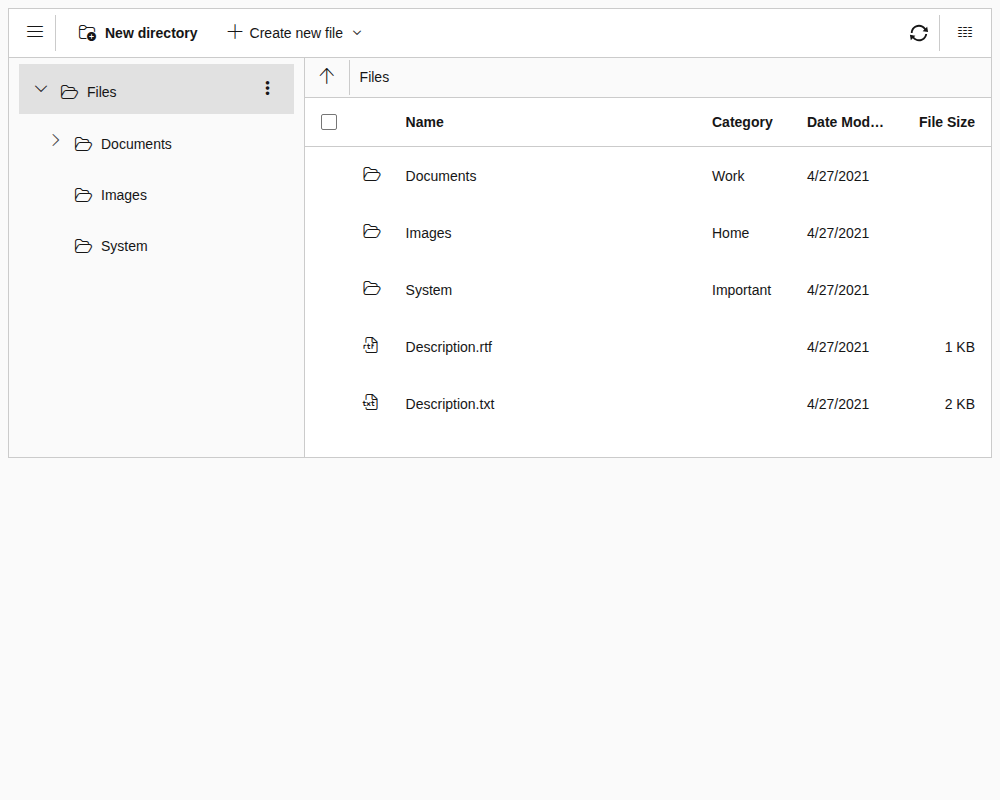 New directory Create new file
Files
Documents
Images
System
Files
Name Category Date Mod... File Size
Documents Work 4/27/2021
Images Home 4/27/2021
System Important 4/27/2021
rtf Description.rtf 4/27/2021 1 KB
txt Description.txt 4/27/2021 2 KB